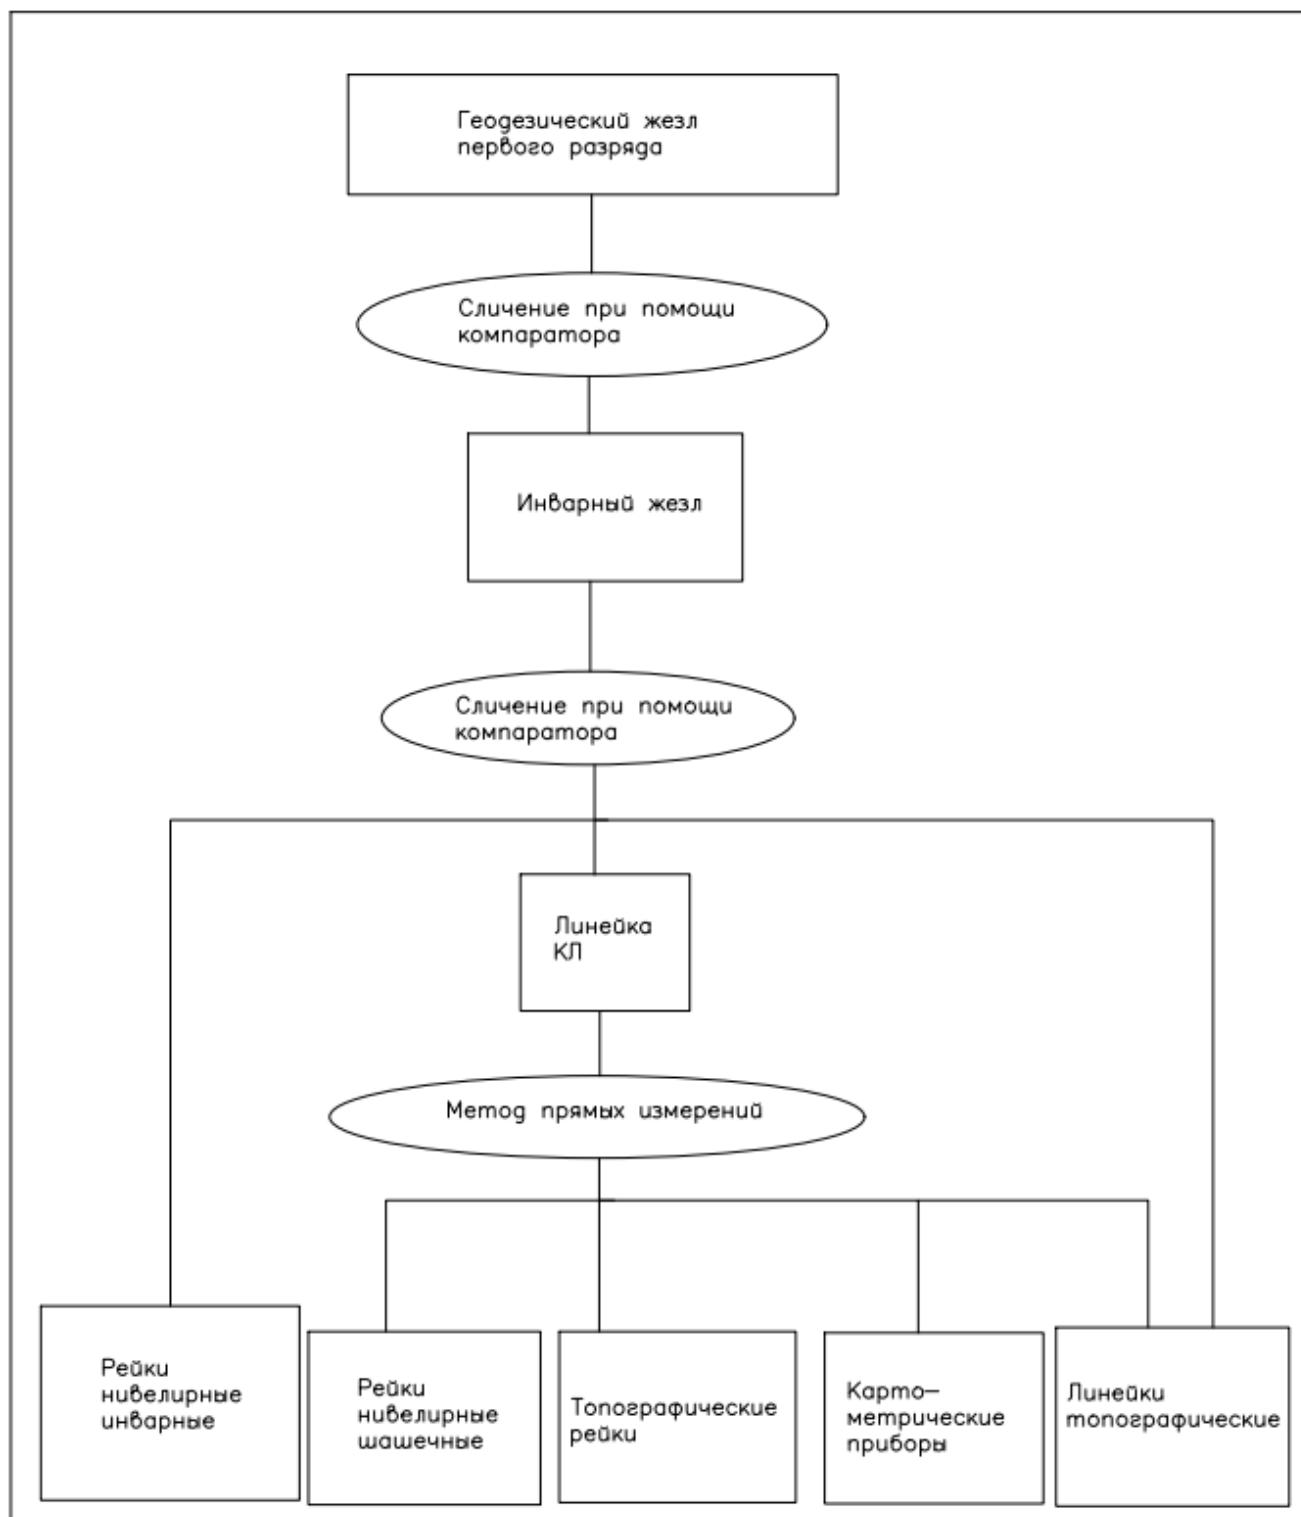 Геодезический жезл
первого разряда
Сличение при помощи
компаратора
Инварный жезл
Сличение при помощи
компаратора
Линейка
КЛ
Метод прямых измерений
Рейки
нивелирные
инварные
Рейки
нивелирные
шашечные
Топографические
рейки
Карто–
метрические
приборы
Линейки
топографические